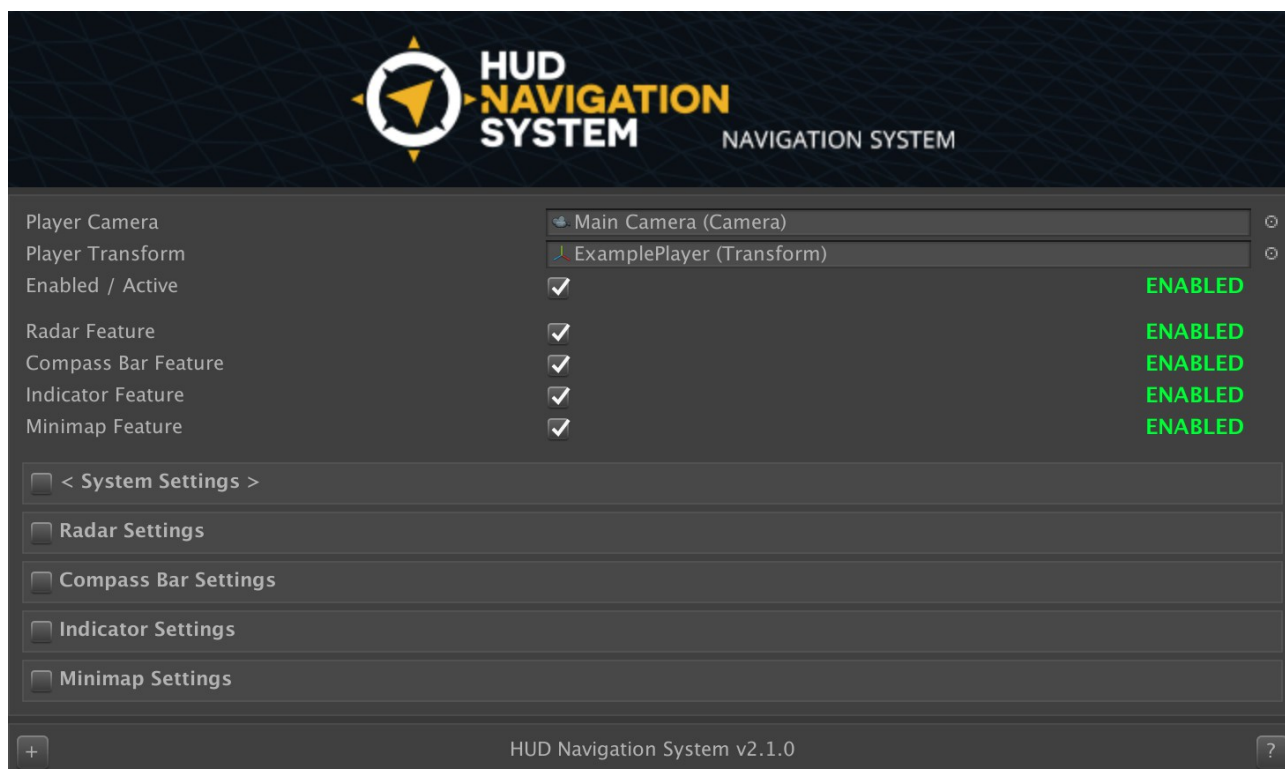 HUD
NAVIGATION
SYSTEM
NAVIGATION SYSTEM
Player Camera Main Camera (Camera)
Player Transform ExamplePlayer (Transform)
Enabled / Active ENABLED
Radar Feature ENABLED
Compass Bar Feature ENABLED
Indicator Feature ENABLED
Minimap Feature ENABLED
< System Settings >
Radar Settings
Compass Bar Settings
Indicator Settings
Minimap Settings
+ HUD Navigation System v2.1.0 ?